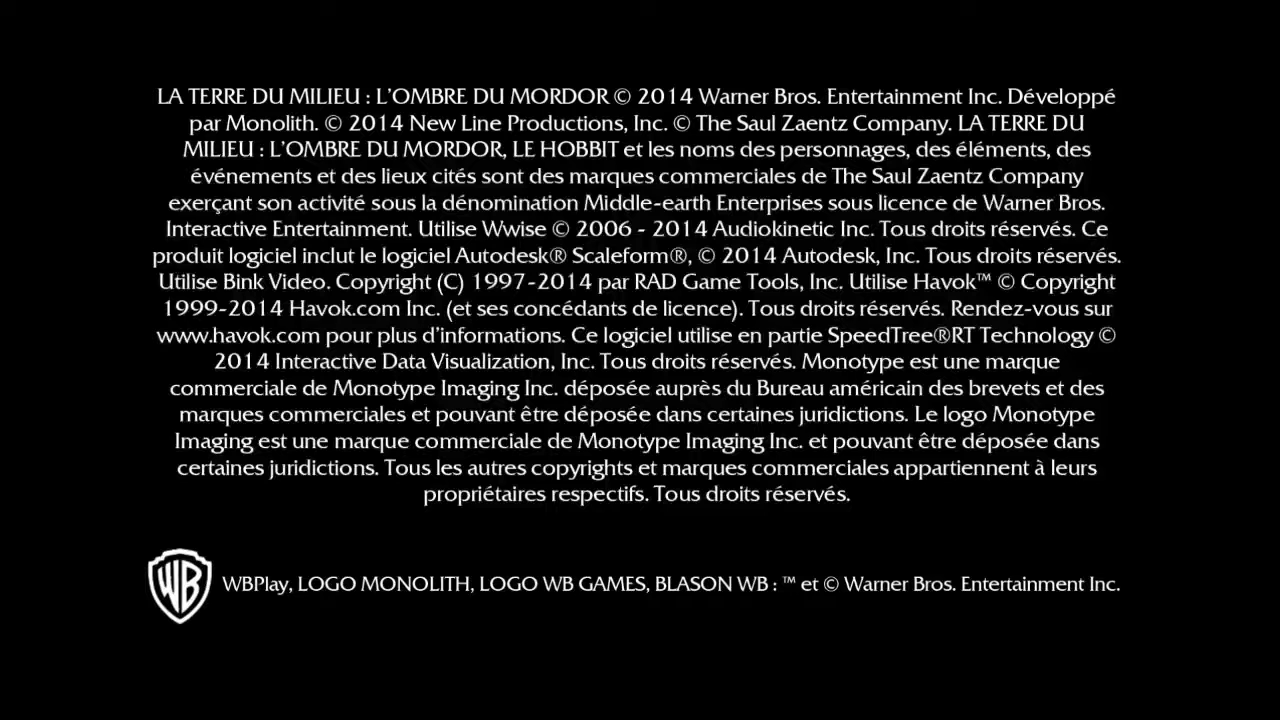 LA TERRE DU MILIEU : L'OMBRE DU MORDOR © 2014 Warner Bros. Entertainment Inc. Développé
par Monolith. © 2014 New Line Productions, Inc. © The Saul Zaentz Company. LA TERRE DU
MILIEU : L'OMBRE DU MORDOR, LE HOBBIT et les noms des personnages, des éléments, des
événements et des lieux cités sont des marques commerciales de The Saul Zaentz Company
exerçant son activité sous la dénomination Middle-earth Enterprises sous licence de Warner Bros.
Interactive Entertainment. Utilise Wwise © 2006 - 2014 Audiokinetic Inc. Tous droits réservés. Ce
produit logiciel inclut le logiciel Autodesk® Scaleform®, © 2014 Autodesk, Inc. Tous droits réservés.
Utilise Bink Video. Copyright (C) 1997-2014 par RAD Game Tools, Inc. Utilise Havok™ © Copyright
1999-2014 Havok.com Inc. (et ses concédants de licence). Tous droits réservés. Rendez-vous sur
www.havok.com pour plus d'informations. Ce logiciel utilise en partie SpeedTree®RT Technology ©
2014 Interactive Data Visualization, Inc. Tous droits réservés. Monotype est une marque
commerciale de Monotype Imaging Inc. déposée auprès du Bureau américain des brevets et des
marques commerciales et pouvant être déposée dans certaines juridictions. Le logo Monotype
Imaging est une marque commerciale de Monotype Imaging Inc. et pouvant être déposée dans
certaines juridictions. Tous les autres copyrights et marques commerciales appartiennent à leurs
propriétaires respectifs. Tous droits réservés.
WB WBPlay, LOGO MONOLITH, LOGO WB GAMES, BLASON WB : ™ et © Warner Bros. Entertainment Inc.